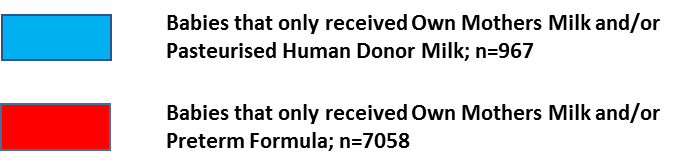 Babies that only received Own Mothers Milk and/or
Pasteurised Human Donor Milk; n=967
Babies that only received Own Mothers Milk and/or
Preterm Formula; n=7058